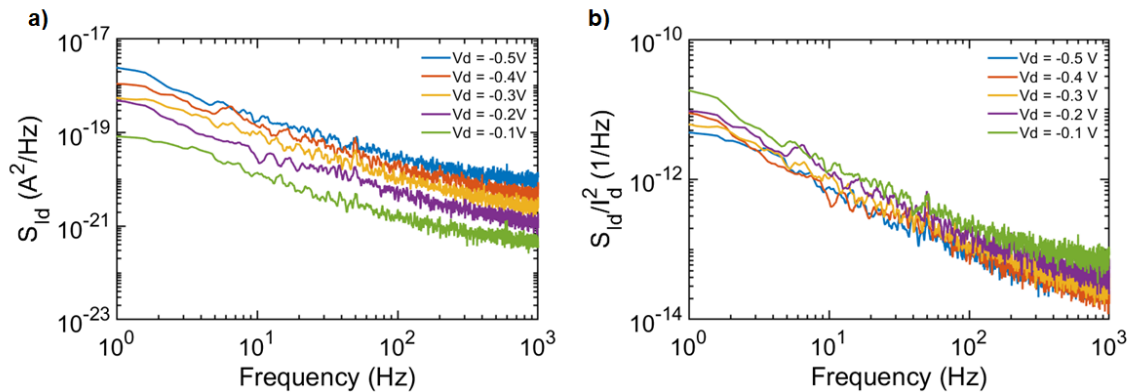 a)
S_Id (A^2/Hz)
10^-17
10^-19
10^-21
10^-23
10^0
10^1
10^2
10^3
Frequency (Hz)
Vd = -0.5V
Vd = -0.4V
Vd = -0.3V
Vd = -0.2V
Vd = -0.1V
b)
S_Id/I_d^2 (1/Hz)
10^-10
10^-12
10^-14
10^0
10^1
10^2
10^3
Frequency (Hz)
Vd = -0.5 V
Vd = -0.4 V
Vd = -0.3 V
Vd = -0.2 V
Vd = -0.1 V